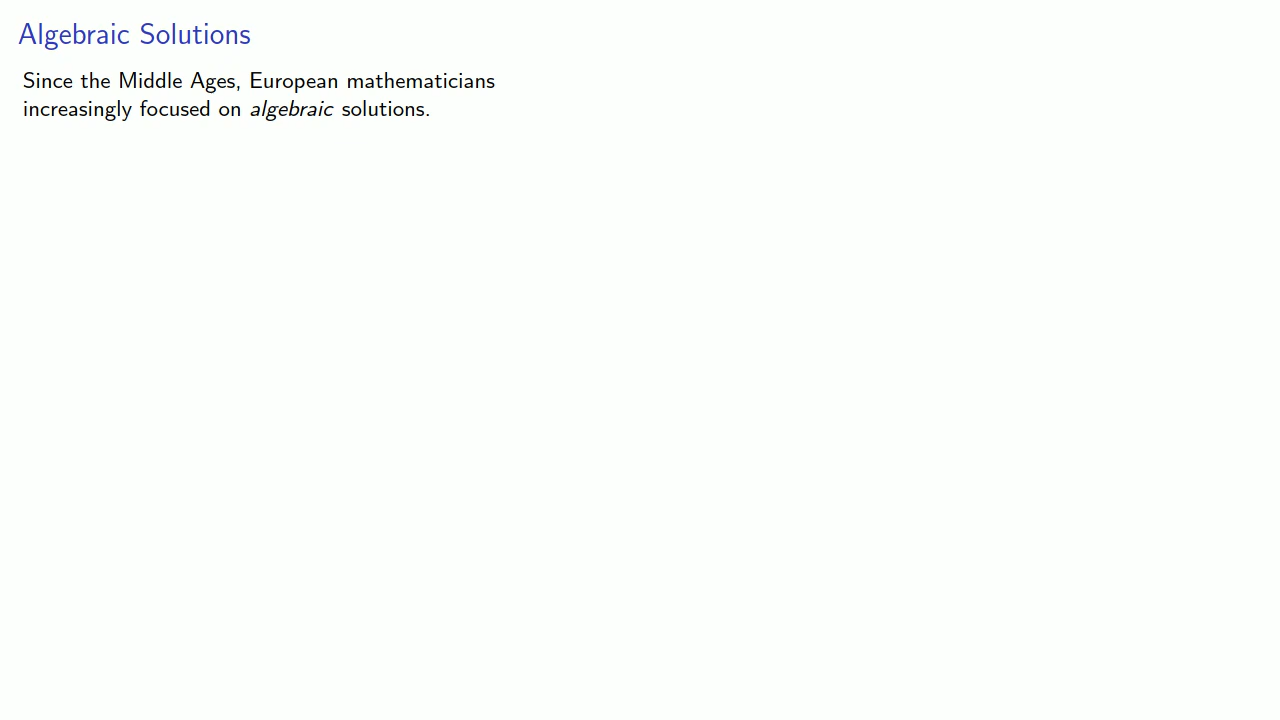 Algebraic Solutions
Since the Middle Ages, European mathematicians
increasingly focused on algebraic solutions.